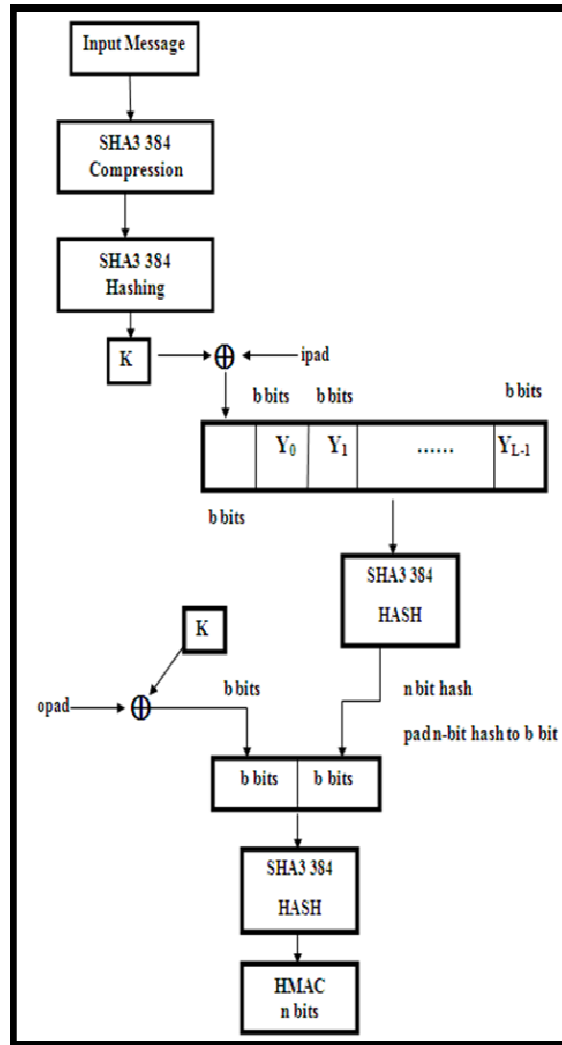 Input Message
SHA3 384
Compression
SHA3 384
Hashing
K
ipad
b bits b bits b bits
Y0 Y1 ...... YL-1
b bits
SHA3 384
HASH
K
b bits
n bit hash
opad
pad n-bit hash to b bit
b bits b bits
SHA3 384
HASH
HMAC
n bits